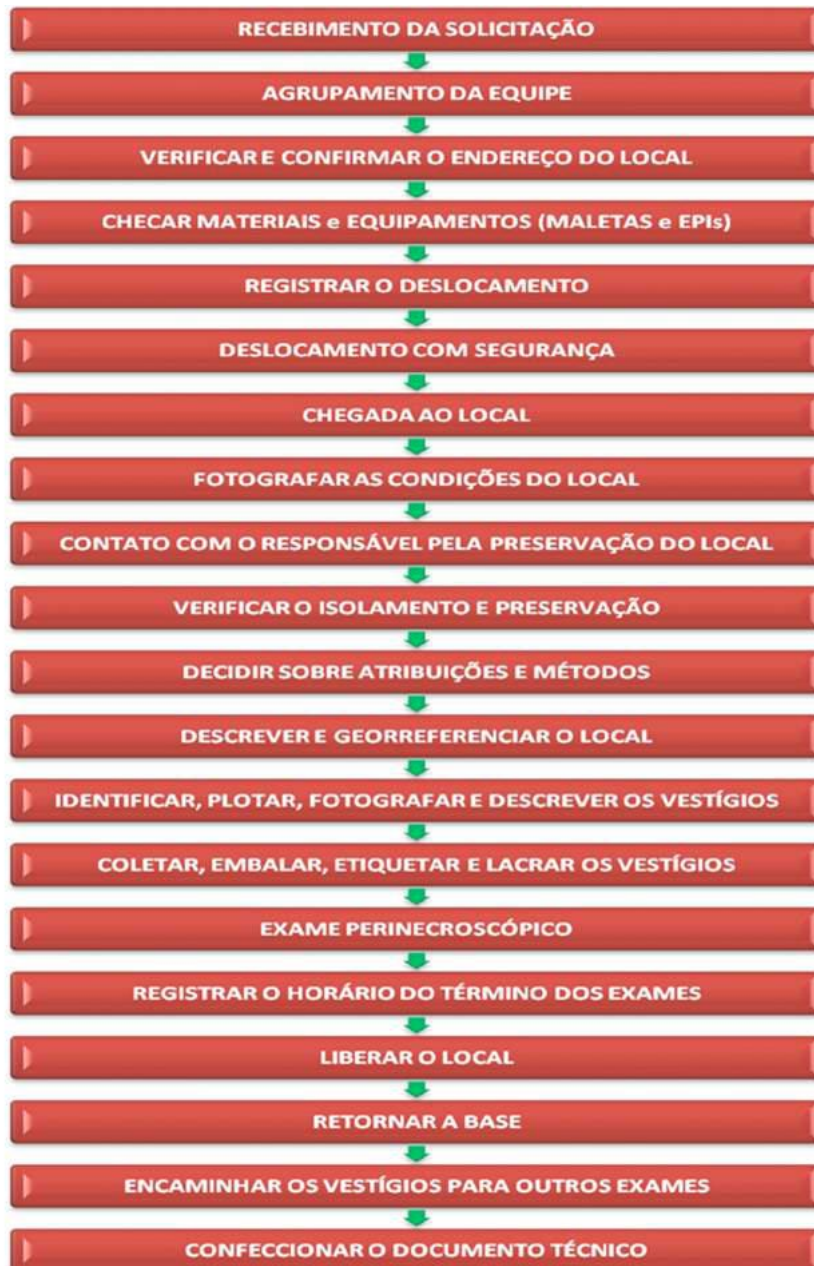 RECEBIMENTO DA SOLICITAÇÃO
AGRUPAMENTO DA EQUIPE
VERIFICAR E CONFIRMAR O ENDEREÇO DO LOCAL
CHECAR MATERIAIS e EQUIPAMENTOS (MALETAS e EPIs)
REGISTRAR O DESLOCAMENTO
DESLOCAMENTO COM SEGURANÇA
CHEGADA AO LOCAL
FOTOGRAFAR AS CONDIÇÕES DO LOCAL
CONTATO COM O RESPONSÁVEL PELA PRESERVAÇÃO DO LOCAL
VERIFICAR O ISOLAMENTO E PRESERVAÇÃO
DECIDIR SOBRE ATRIBUIÇÕES E MÉTODOS
DESCREVER E GEORREFERENCIAR O LOCAL
IDENTIFICAR, PLOTAR, FOTOGRAFAR E DESCREVER OS VESTÍGIOS
COLETAR, EMBALAR, ETIQUETAR E LACRAR OS VESTÍGIOS
EXAME PERINECROSCÓPICO
REGISTRAR O HORÁRIO DO TÉRMINO DOS EXAMES
LIBERAR O LOCAL
RETORNAR A BASE
ENCAMINHAR OS VESTÍGIOS PARA OUTROS EXAMES
CONFECCIONAR O DOCUMENTO TÉCNICO